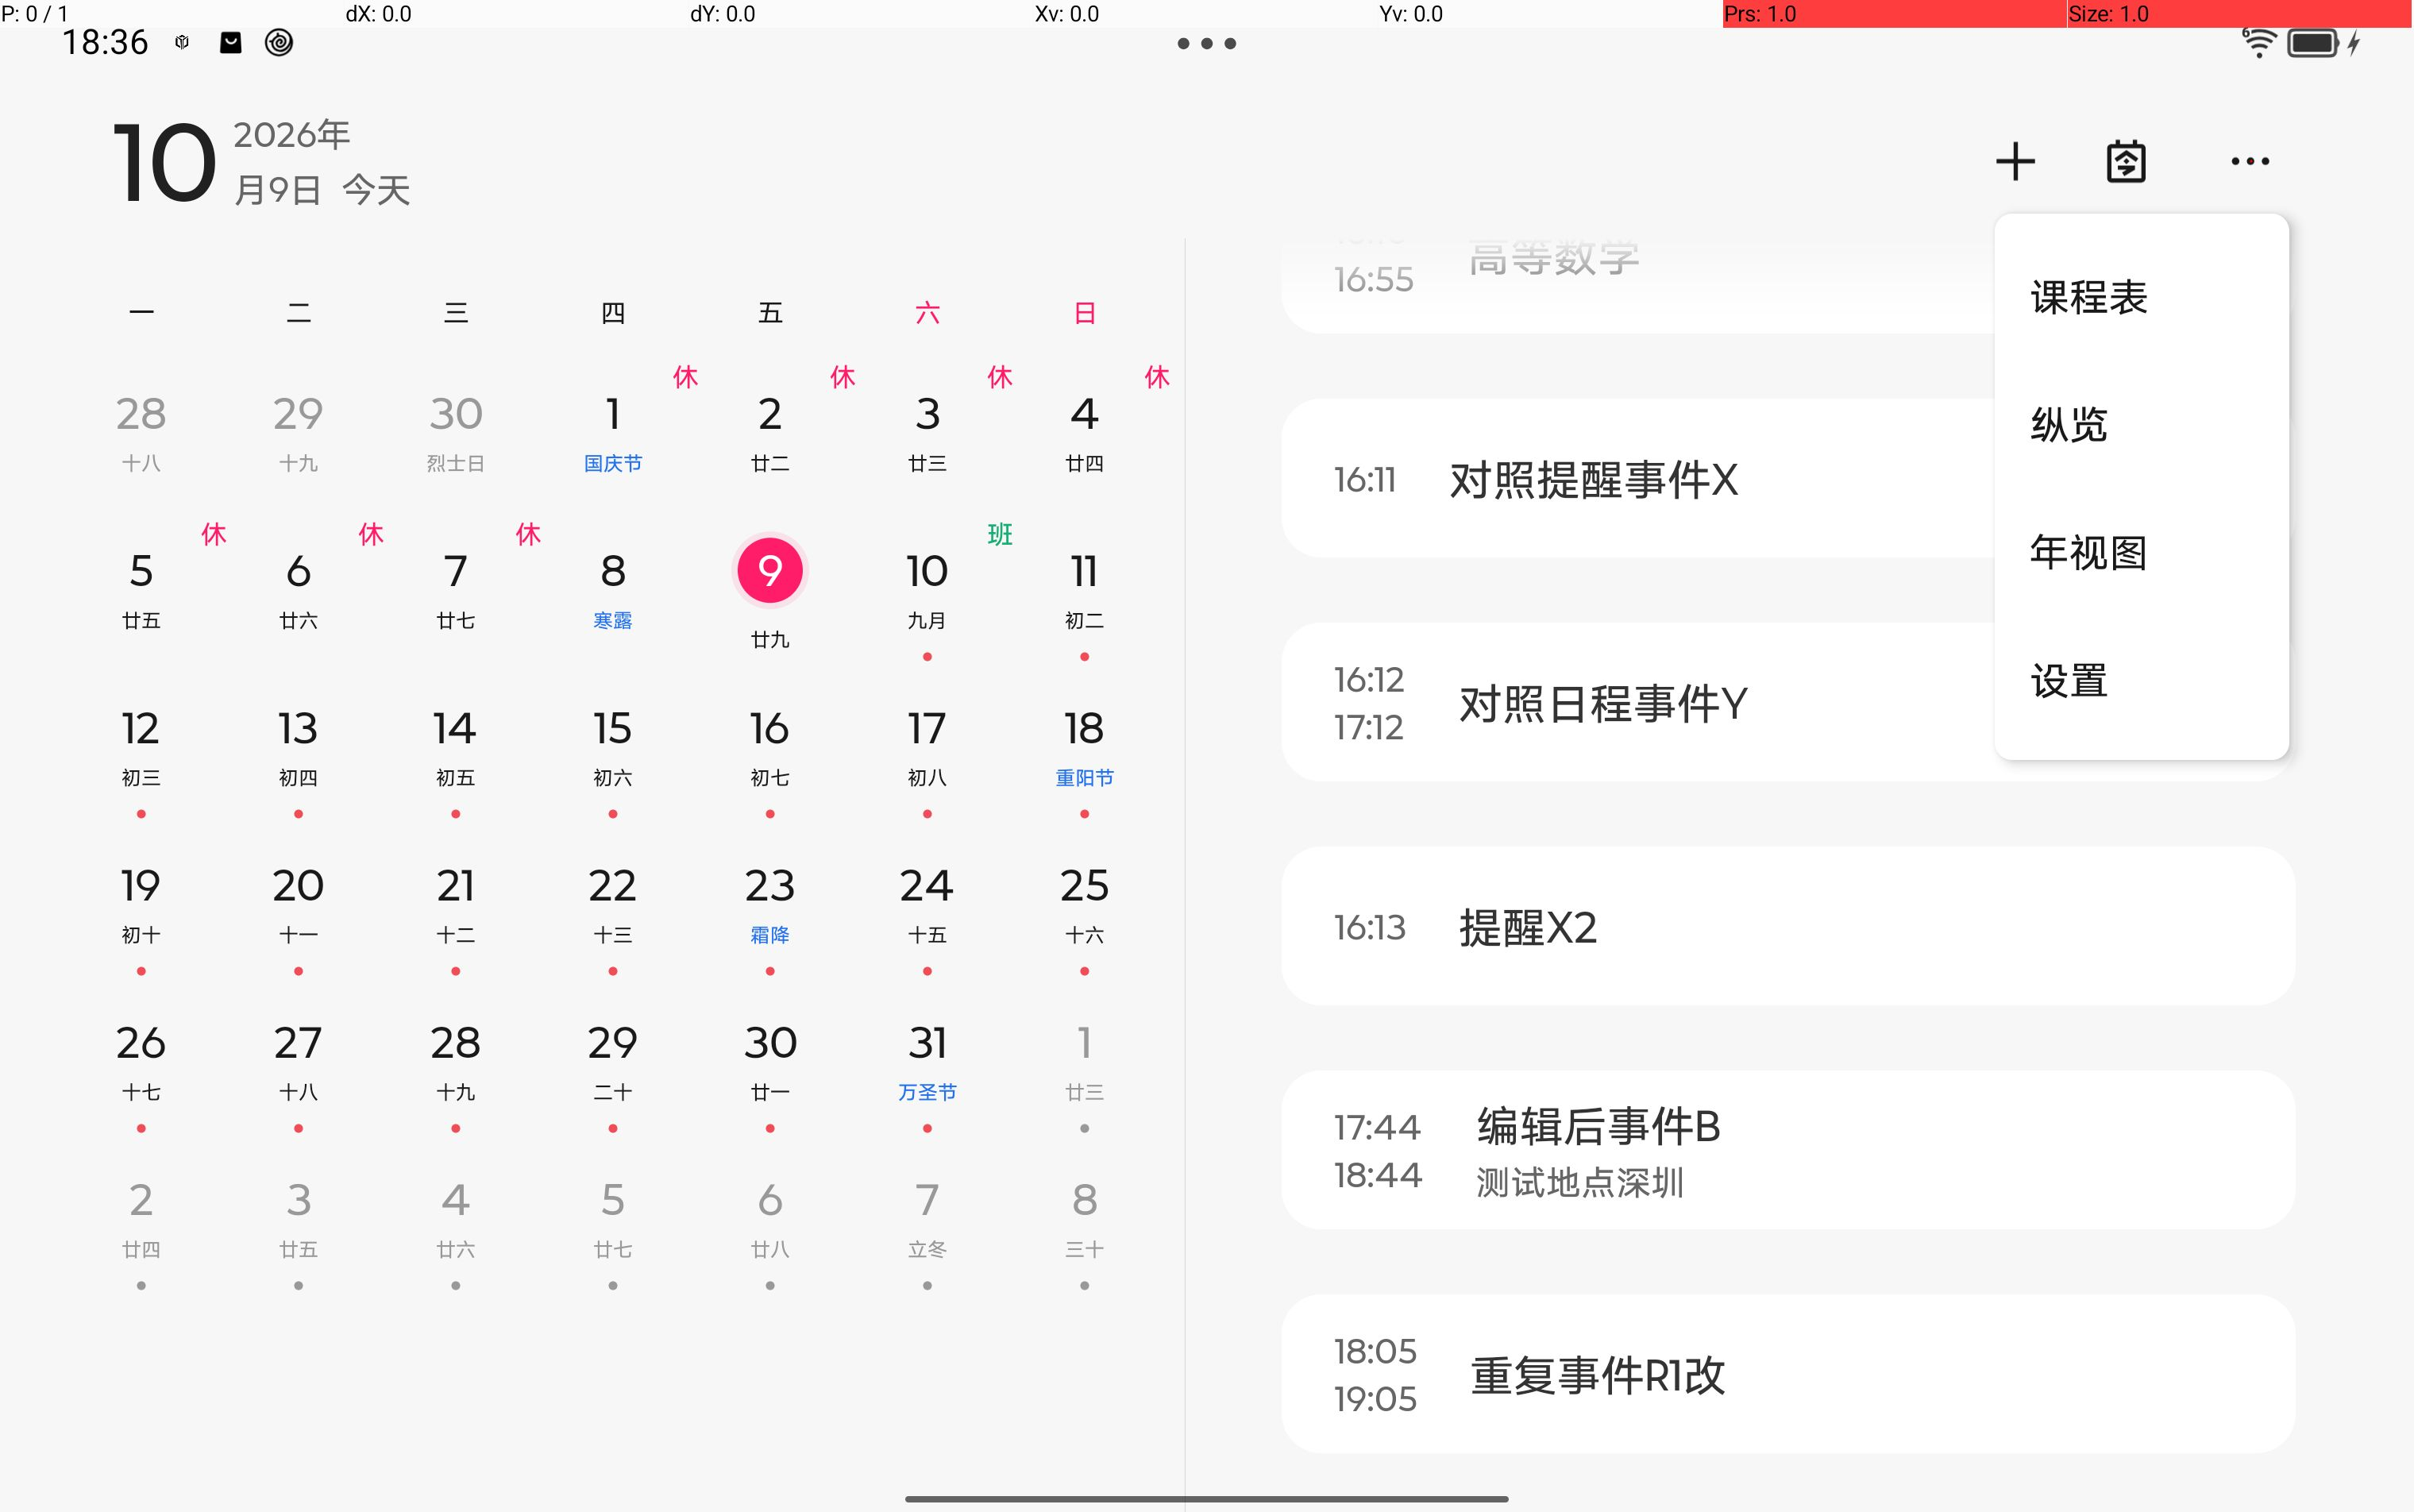 P: 0 / 1 dX: 0.0 dY: 0.0 Xv: 0.0 Yv: 0.0 Prs: 1.0 Size: 1.0
18:36
6
10 2026年
月9日 今天
一 二 三 四 五 六 日
休 休 休 休
28 29 30 1 2 3 4
十八 十九 烈士日 国庆节 廿二 廿三 廿四
休 休 休 班
5 6 7 8 9 10 11
廿五 廿六 廿七 寒露 廿九 九月 初二
12 13 14 15 16 17 18
初三 初四 初五 初六 初七 初八 重阳节
19 20 21 22 23 24 25
初十 十一 十二 十三 霜降 十五 十六
26 27 28 29 30 31 1
十七 十八 十九 二十 廿一 万圣节 廿三
2 3 4 5 6 7 8
廿四 廿五 廿六 廿七 廿八 立冬 三十
今
高等数学
16:55
16:11 对照提醒事件X
16:12
17:12
对照日程事件Y
16:13 提醒X2
17:44
18:44
编辑后事件B
测试地点深圳
18:05
19:05
重复事件R1改
课程表
纵览
年视图
设置